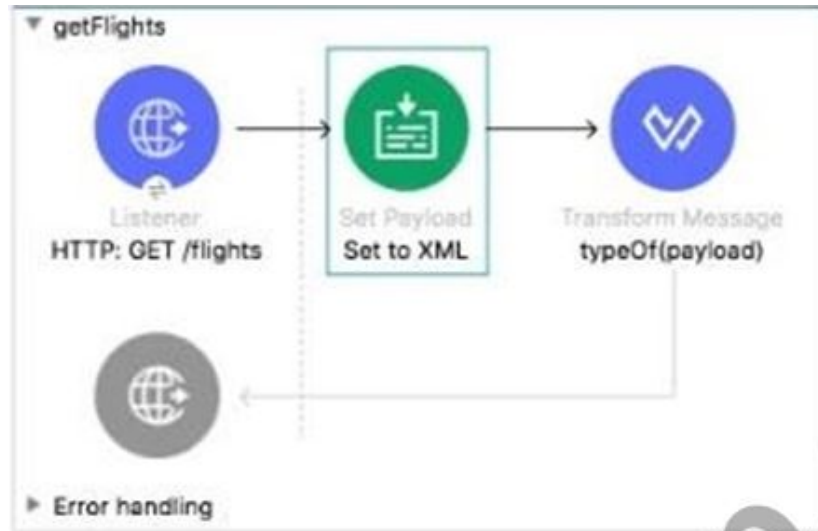 getFlights
Listener
HTTP: GET /flights
Set Payload
Set to XML
Transform Message
typeOf(payload)
Error handling